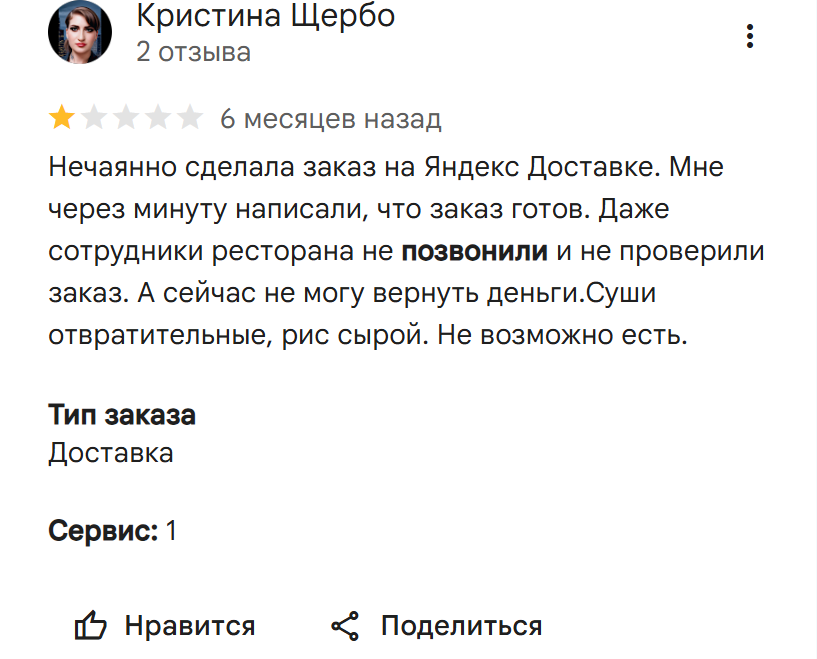 Кристина Щербо
2 отзыва
6 месяцев назад
Нечаянно сделала заказ на Яндекс Доставке. Мне
через минуту написали, что заказ готов. Даже
сотрудники ресторана не позвонили и не проверили
заказ. А сейчас не могу вернуть деньги.Суши
отвратительные, рис сырой. Не возможно есть.
Тип заказа
Доставка
Сервис: 1
Нравится
Поделиться